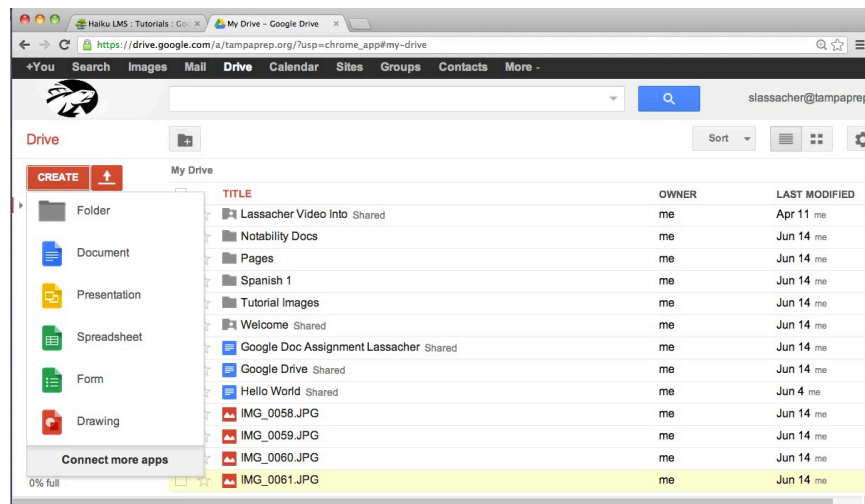 Haiku LMS : Tutorials : Goo
My Drive - Google Drive
https://drive.google.com/a/tampaprep.org/?usp=chrome_app#my-drive
+You Search Images Mail Drive Calendar Sites Groups Contacts More
slassacher@tampaprep
Drive
Sort
CREATE
My Drive
TITLE OWNER LAST MODIFIED
Folder
Document
Presentation
Spreadsheet
Form
Drawing
Connect more apps
0% full
Lassacher Video Into Shared me Apr 11 me
Notability Docs me Jun 14 me
Pages me Jun 14 me
Spanish 1 me Jun 14 me
Tutorial Images me Jun 14 me
Welcome Shared me Jun 14 me
Google Doc Assignment Lassacher Shared me Jun 14 me
Google Drive Shared me Jun 14 me
Hello World Shared me Jun 4 me
IMG_0058.JPG me Jun 14 me
IMG_0059.JPG me Jun 14 me
IMG_0060.JPG me Jun 14 me
IMG_0061.JPG me Jun 14 me